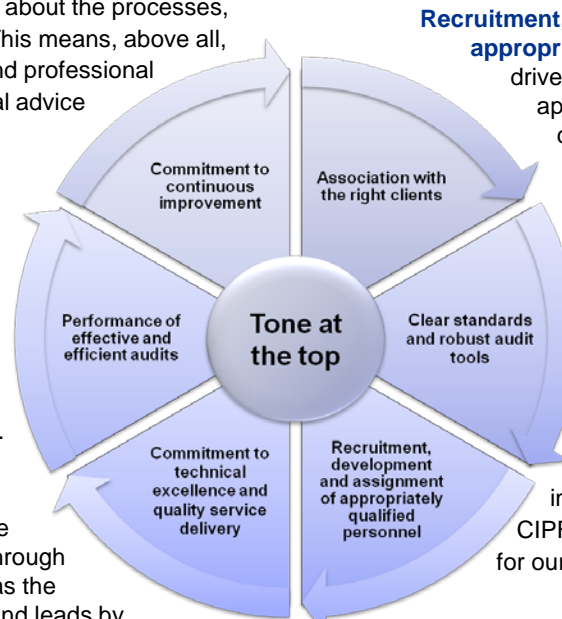 about the processes,
This means, above all,
nd professional
al advice
Recruitment,
appropr
drive
ap
Commitment to
continuous
improvement
Association with
the right clients
Clear standards
and robust audit
tools
Recruitment,
development
and assignment
of appropriately
qualified
personnel
Commitment to
technical
excellence and
quality service
delivery
Performance of
effective and
efficient audits
Tone at
the top
e
hrough
as the
nd leads by
in
CIPF
for our